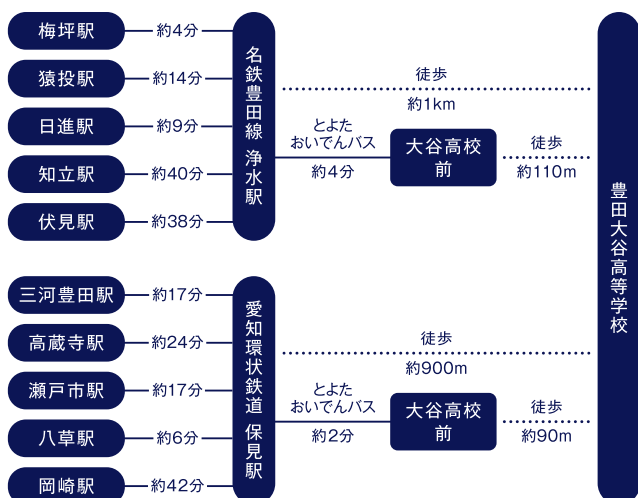 梅坪駅
約4分
猿投駅
約14分
日進駅
約9分
知立駅
約40分
伏見駅
約38分
名鉄豊田線 浄水駅
徒歩
約1km
とよた
おいでんバス
約4分
大谷高校
前
徒歩
約110m
三河豊田駅
約17分
高蔵寺駅
約24分
瀬戸市駅
約17分
八草駅
約6分
岡崎駅
約42分
愛知環状鉄道 保見駅
徒歩
約900m
とよた
おいでんバス
約2分
大谷高校
前
徒歩
約90m
豊田大谷高等学校